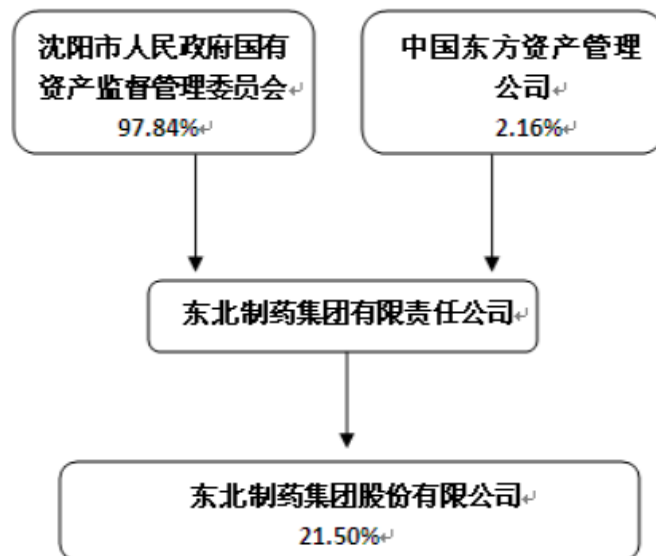 沈阳市人民政府国有
资产监督管理委员会↵
97.84%↵
中国东方资产管理
公司↵
2.16%↵
东北制药集团有限责任公司↵
东北制药集团股份有限公司↵
21.50%↵